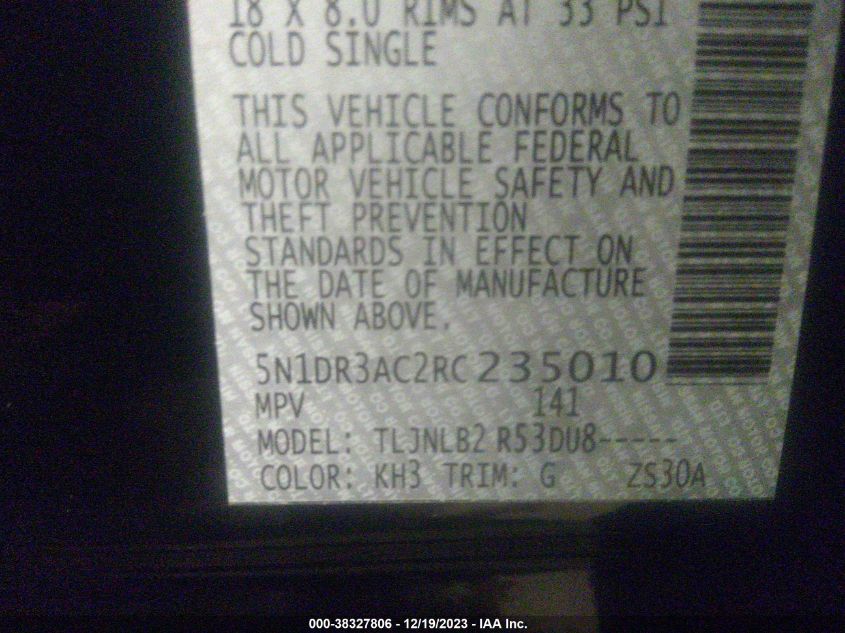 18 X 8.0 RIMS AT 33 PSI
COLD SINGLE
THIS VEHICLE CONFORMS TO
ALL APPLICABLE FEDERAL
MOTOR VEHICLE SAFETY AND
THEFT PREVENTION
STANDARDS IN EFFECT ON
THE DATE OF MANUFACTURE
SHOWN ABOVE.
5N1DR3AC2RC235010
MPV 141
MODEL: TLJNLB2 R53DU8-----
COLOR: KH3 TRIM: G ZS30A
000-38327806 - 12/19/2023 - IAA Inc.